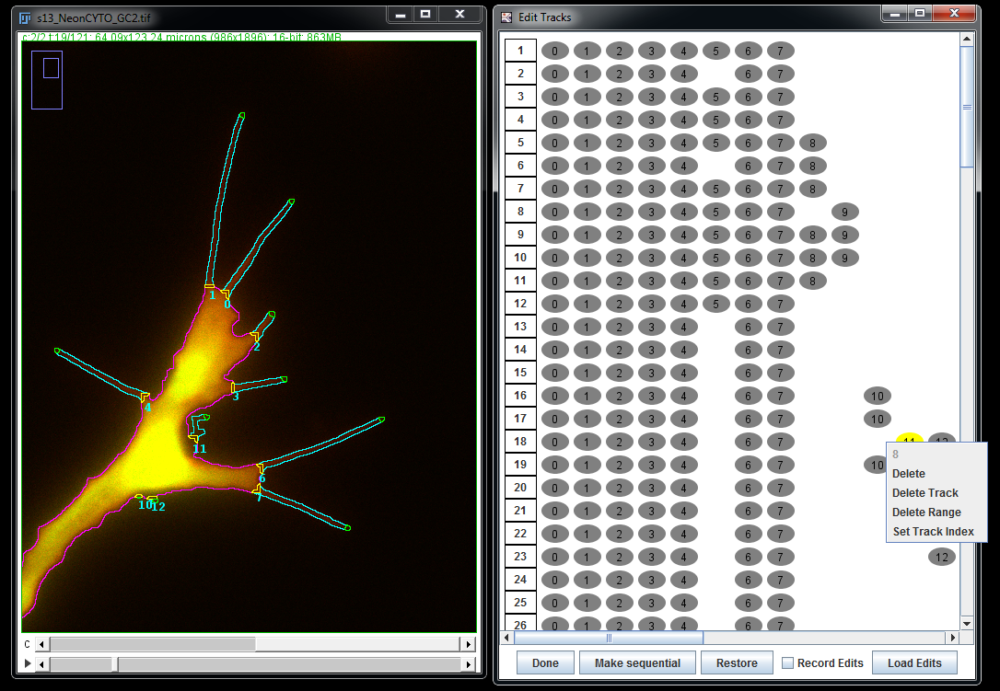 s13_NeonCYTO_GC2.tif
c:2/2 t:19/121; 64.09x123.24 microns (986x1896); 16-bit; 863MB
1
0
2
3
4
11
6
7
10
12
c
Edit Tracks
1 0 1 2 3 4 5 6 7
2 0 1 2 3 4 6 7
3 0 1 2 3 4 5 6 7
4 0 1 2 3 4 5 6 7
5 0 1 2 3 4 5 6 7 8
6 0 1 2 3 4 6 7 8
7 0 1 2 3 4 5 6 7 8
8 0 1 2 3 4 5 6 7 9
9 0 1 2 3 4 5 6 7 8 9
10 0 1 2 3 4 5 6 7 8 9
11 0 1 2 3 4 5 6 7 8
12 0 1 2 3 4 5 6 7
13 0 1 2 3 4 6 7
14 0 1 2 3 4 6 7
15 0 1 2 3 4 6 7
16 0 1 2 3 4 6 7 10
17 0 1 2 3 4 6 7 10
18 0 1 2 3 4 6 7 11 12
19 0 1 2 3 4 6 7 10
20 0 1 2 3 4 6 7
21 0 1 2 3 4 6 7
22 0 1 2 3 4 6 7
23 0 1 2 3 4 6 7 12
24 0 1 2 3 4 6 7
25 0 1 2 3 4 6 7
26 0 1 2 3 4 6 7
8
Delete
Delete Track
Delete Range
Set Track Index
Done Make sequential Restore Record Edits Load Edits